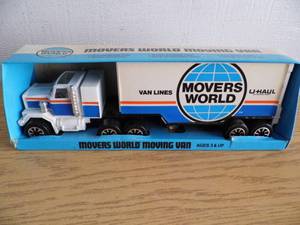 MOVERS WORLD MOVING VAN
VAN LINES
MOVERS
WORLD
U-HAUL
MOVERS WORLD MOVING VAN
AGES 3 & UP